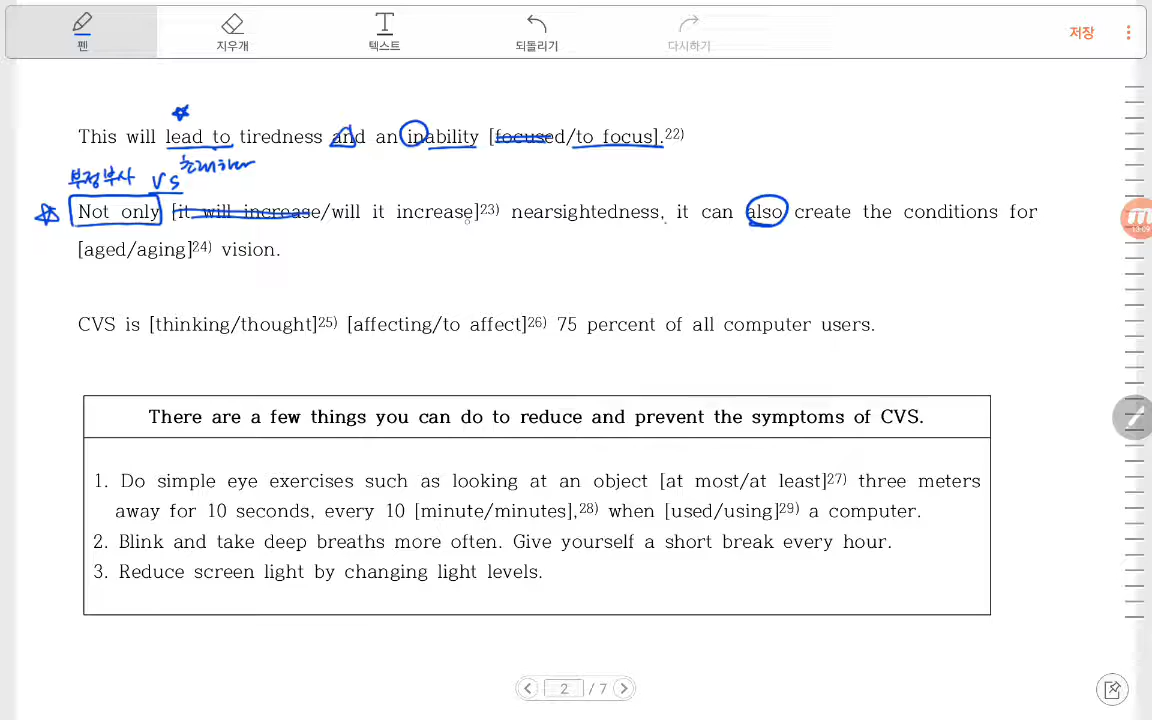 펜 지우개 텍스트 되돌리기 다시하기 저장
This will lead to tiredness and an inability [focused/to focus].22)
초래하다
부정부사 VS
Not only [it will increase/will it increase]23) nearsightedness, it can also create the conditions for
[aged/aging]24) vision.
13:09
CVS is [thinking/thought]25) [affecting/to affect]26) 75 percent of all computer users.
There are a few things you can do to reduce and prevent the symptoms of CVS.
1. Do simple eye exercises such as looking at an object [at most/at least]27) three meters
away for 10 seconds, every 10 [minute/minutes],28) when [used/using]29) a computer.
2. Blink and take deep breaths more often. Give yourself a short break every hour.
3. Reduce screen light by changing light levels.
2 / 7